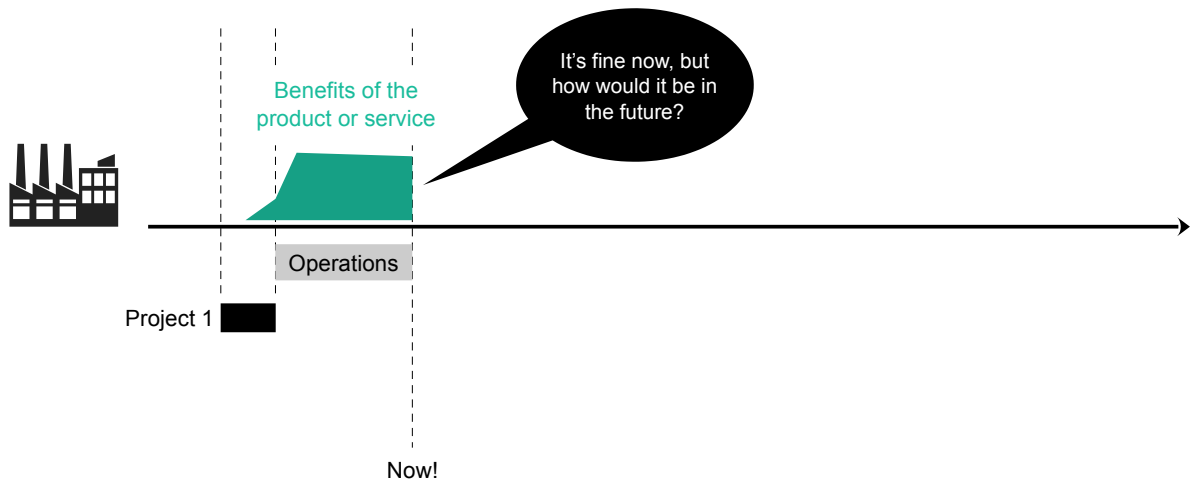 It’s fine now, but
how would it be in
the future?
Benefits of the
product or service
Operations
Project 1
Now!